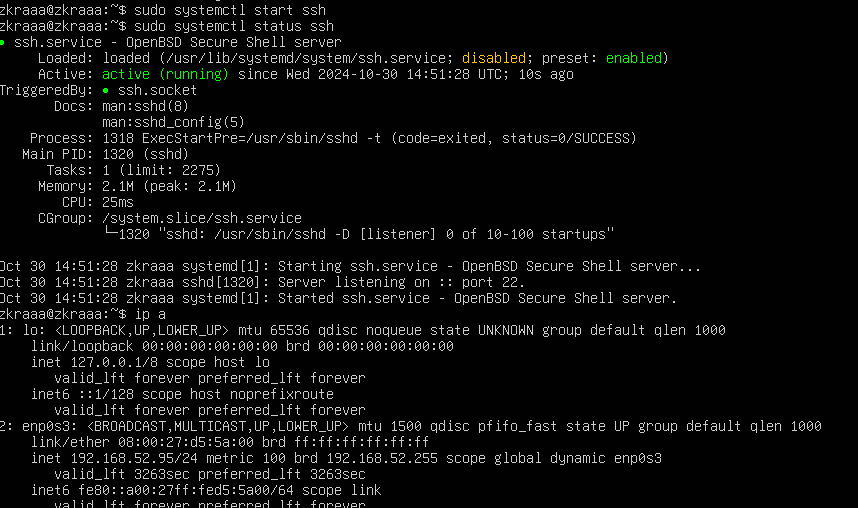 zkraaa@zkraaa:~$ sudo systemctl start ssh
zkraaa@zkraaa:~$ sudo systemctl status ssh
● ssh.service - OpenBSD Secure Shell server
Loaded: loaded (/usr/lib/systemd/system/ssh.service; disabled; preset: enabled)
Active: active (running) since Wed 2024-10-30 14:51:28 UTC; 10s ago
TriggeredBy: ● ssh.socket
Docs: man:sshd(8)
man:sshd_config(5)
Process: 1318 ExecStartPre=/usr/sbin/sshd -t (code=exited, status=0/SUCCESS)
Main PID: 1320 (sshd)
Tasks: 1 (limit: 2275)
Memory: 2.1M (peak: 2.1M)
CPU: 25ms
CGroup: /system.slice/ssh.service
└─1320 "sshd: /usr/sbin/sshd -D [listener] 0 of 10-100 startups"
Oct 30 14:51:28 zkraaa systemd[1]: Starting ssh.service - OpenBSD Secure Shell server...
Oct 30 14:51:28 zkraaa sshd[1320]: Server listening on :: port 22.
Oct 30 14:51:28 zkraaa systemd[1]: Started ssh.service - OpenBSD Secure Shell server.
zkraaa@zkraaa:~$ ip a
1: lo: <LOOPBACK,UP,LOWER_UP> mtu 65536 qdisc noqueue state UNKNOWN group default qlen 1000
link/loopback 00:00:00:00:00:00 brd 00:00:00:00:00:00
inet 127.0.0.1/8 scope host lo
valid_lft forever preferred_lft forever
inet6 ::1/128 scope host noprefixroute
valid_lft forever preferred_lft forever
2: enp0s3: <BROADCAST,MULTICAST,UP,LOWER_UP> mtu 1500 qdisc pfifo_fast state UP group default qlen 1000
link/ether 08:00:27:d5:5a:00 brd ff:ff:ff:ff:ff:ff
inet 192.168.52.95/24 metric 100 brd 192.168.52.255 scope global dynamic enp0s3
valid_lft 3263sec preferred_lft 3263sec
inet6 fe80::a00:27ff:fed5:5a00/64 scope link
valid_lft forever preferred_lft forever